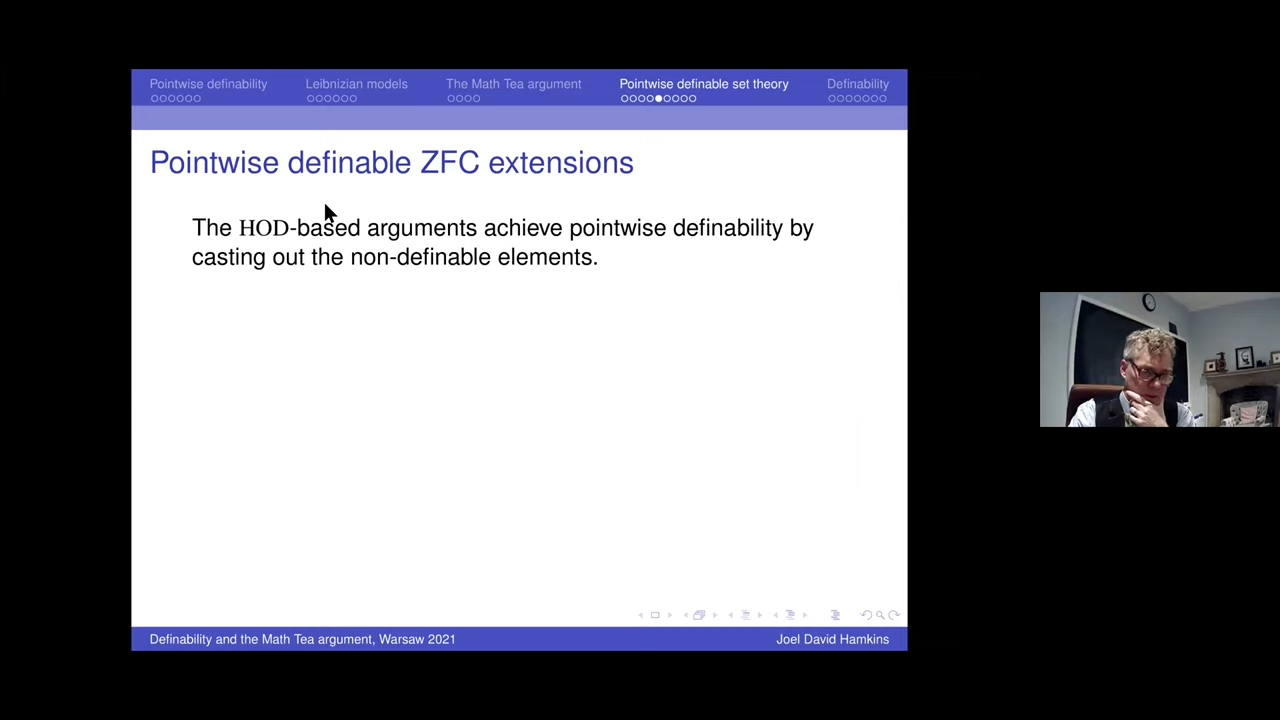 Pointwise definability Leibnizian models The Math Tea argument Pointwise definable set theory Definability
Pointwise definable ZFC extensions
The HOD-based arguments achieve pointwise definability by
casting out the non-definable elements.
Definability and the Math Tea argument, Warsaw 2021 Joel David Hamkins